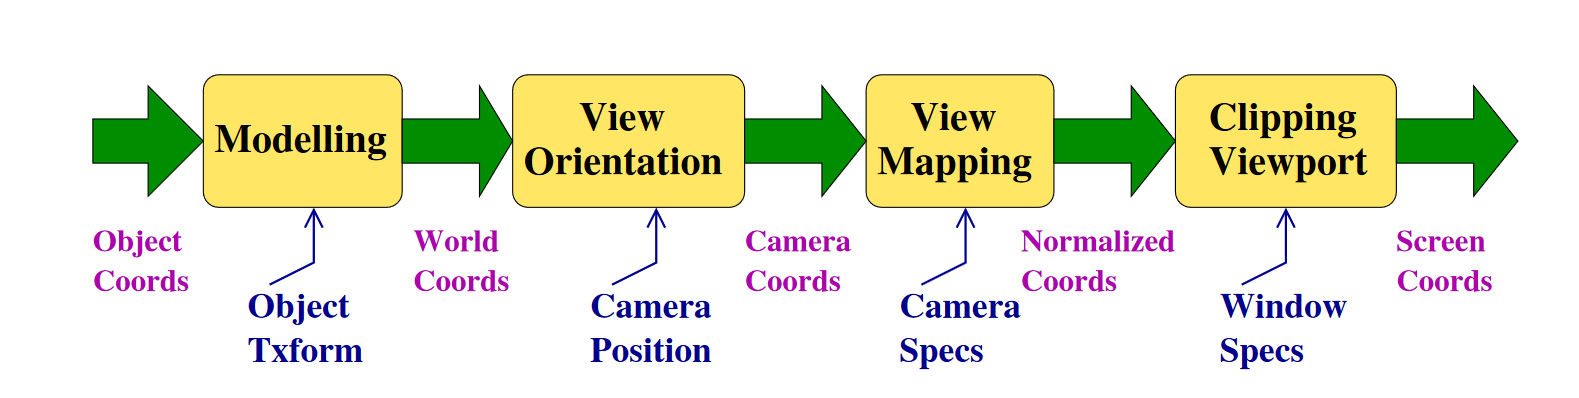 Modelling
View
Orientation
View
Mapping
Clipping
Viewport
Object
Coords
World
Coords
Camera
Coords
Normalized
Coords
Screen
Coords
Object
Txform
Camera
Position
Camera
Specs
Window
Specs